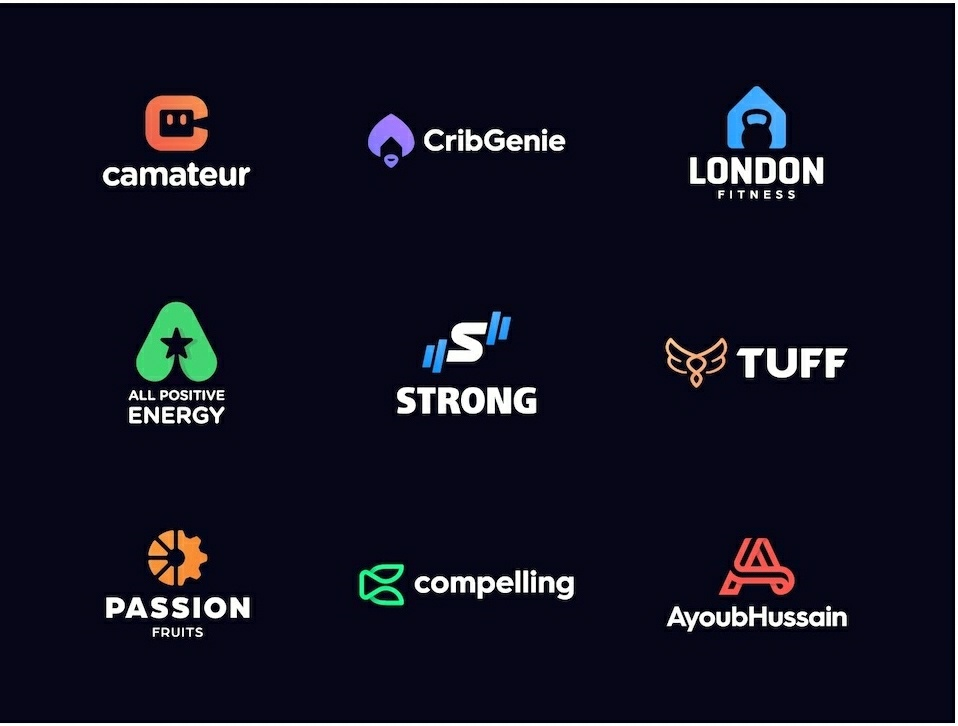 camateur
CribGenie
LONDON
FITNESS
ALL POSITIVE
ENERGY
S
STRONG
TUFF
PASSION
FRUITS
compelling
AyoubHussain